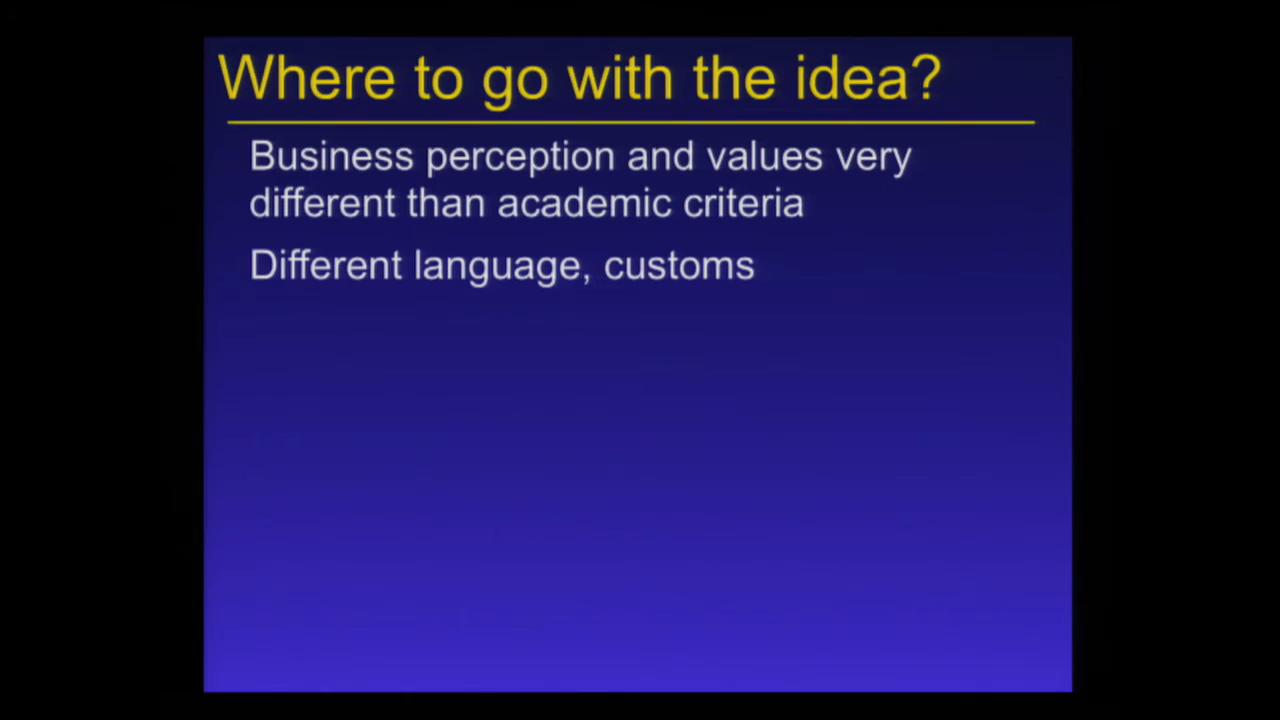 Where to go with the idea?
Business perception and values very
different than academic criteria
Different language, customs